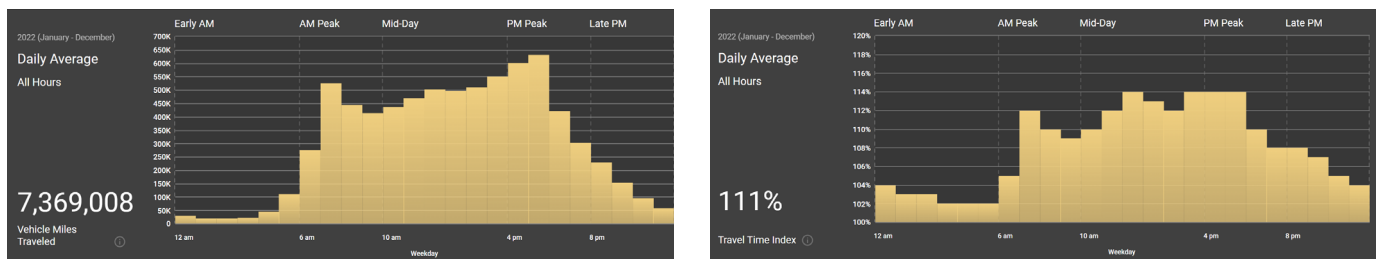 Early AM AM Peak Mid-Day PM Peak Late PM
2022 (January - December)
Daily Average
All Hours
7,369,008
Vehicle Miles
Traveled
700K
650K
600K
550K
500K
450K
400K
350K
300K
250K
200K
150K
100K
50K
0
12 am 6 am 10 am 4 pm 8 pm
Weekday
Early AM AM Peak Mid-Day PM Peak Late PM
2022 (January - December)
Daily Average
All Hours
111%
Travel Time Index
120%
118%
116%
114%
112%
110%
108%
106%
104%
102%
100%
12 am 6 am 10 am 4 pm 8 pm
Weekday